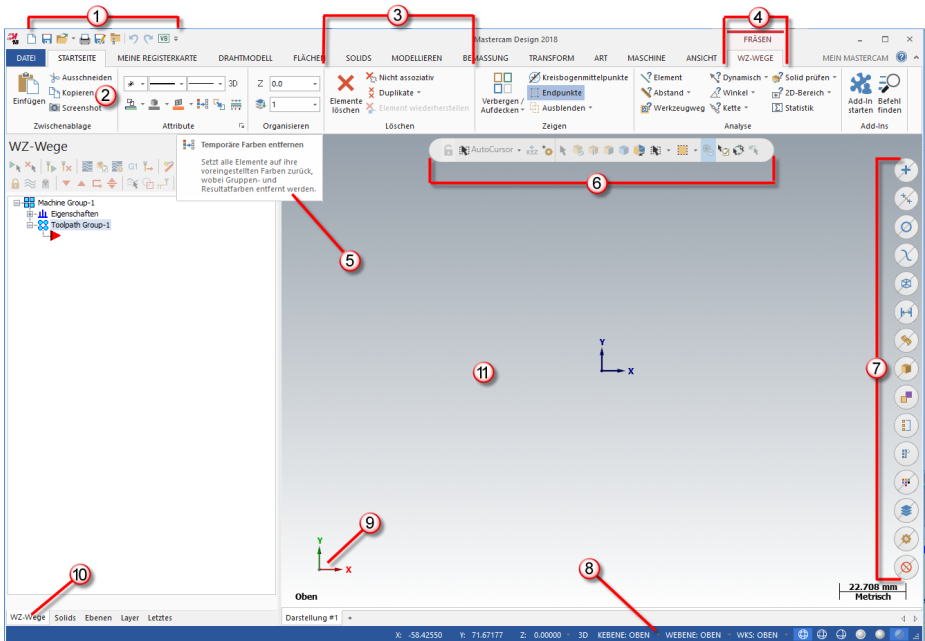 1
3
4
VB
Mastercam Design 2018
FRÄSEN
DATEI STARTSEITE MEINE REGISTERKARTE DRAHTMODELL FLÄCHEN SOLIDS MODELLIEREN BEMASSUNG TRANSFORM ART MASCHINE ANSICHT WZ-WEGE MEIN MASTERCAM
Einfügen
Ausschneiden
Kopieren
Screenshot
2
Zwischenablage
3D
Attribute
Z 0.0
1
Organisieren
Elemente löschen
Nicht assoziativ
Duplikate
Element wiederherstellen
Löschen
Verbergen / Aufdecken
Kreisbogenmittelpunkte
Endpunkte
Ausblenden
Zeigen
Element
Abstand
Werkzeugweg
Dynamisch
Winkel
Kette
Solid prüfen
2D-Bereich
Statistik
Analyse
Add-In starten
Befehl finden
Add-Ins
WZ-Wege
G1
Temporäre Farben entfernen
Setzt alle Elemente auf ihre
voreingestellten Farben zurück,
wobei Gruppen- und
Resultatfarben entfernt werden.
AutoCursor
XYZ
6
Machine Group-1
Eigenschaften
Toolpath Group-1
5
Y
X
11
7
9
Y
X
8
10
Oben
22.708 mm
Metrisch
WZ-Wege Solids Ebenen Layer Letztes
Darstellung #1 +
X: -58.42550 Y: 71.67177 Z: 0.00000 3D KEBENE: OBEN WEBENE: OBEN WKS: OBEN